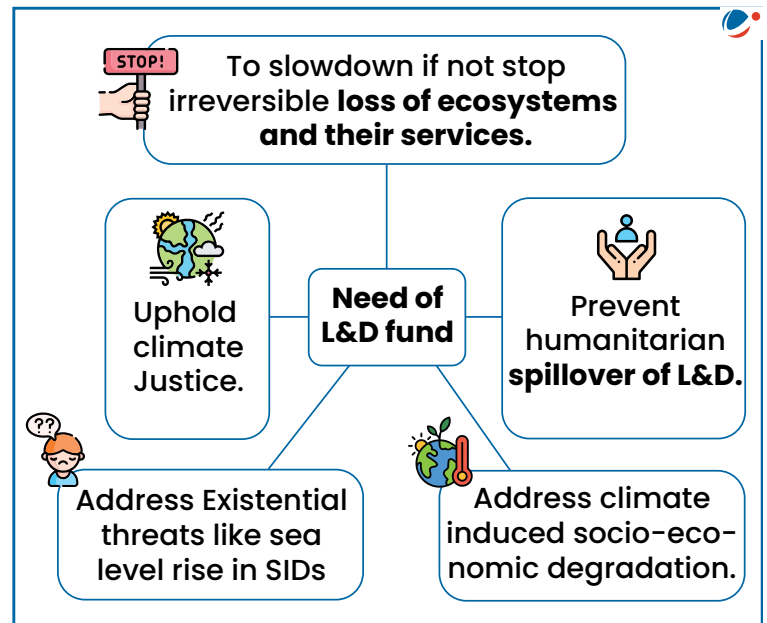 STOP!
To slowdown if not stop
irreversible loss of ecosystems
and their services.
Uphold
climate
Justice.
Need of
L&D fund
Prevent
humanitarian
spillover of L&D.
??
Address Existential
threats like sea
level rise in SIDs
Address climate
induced socio-eco-
nomic degradation.